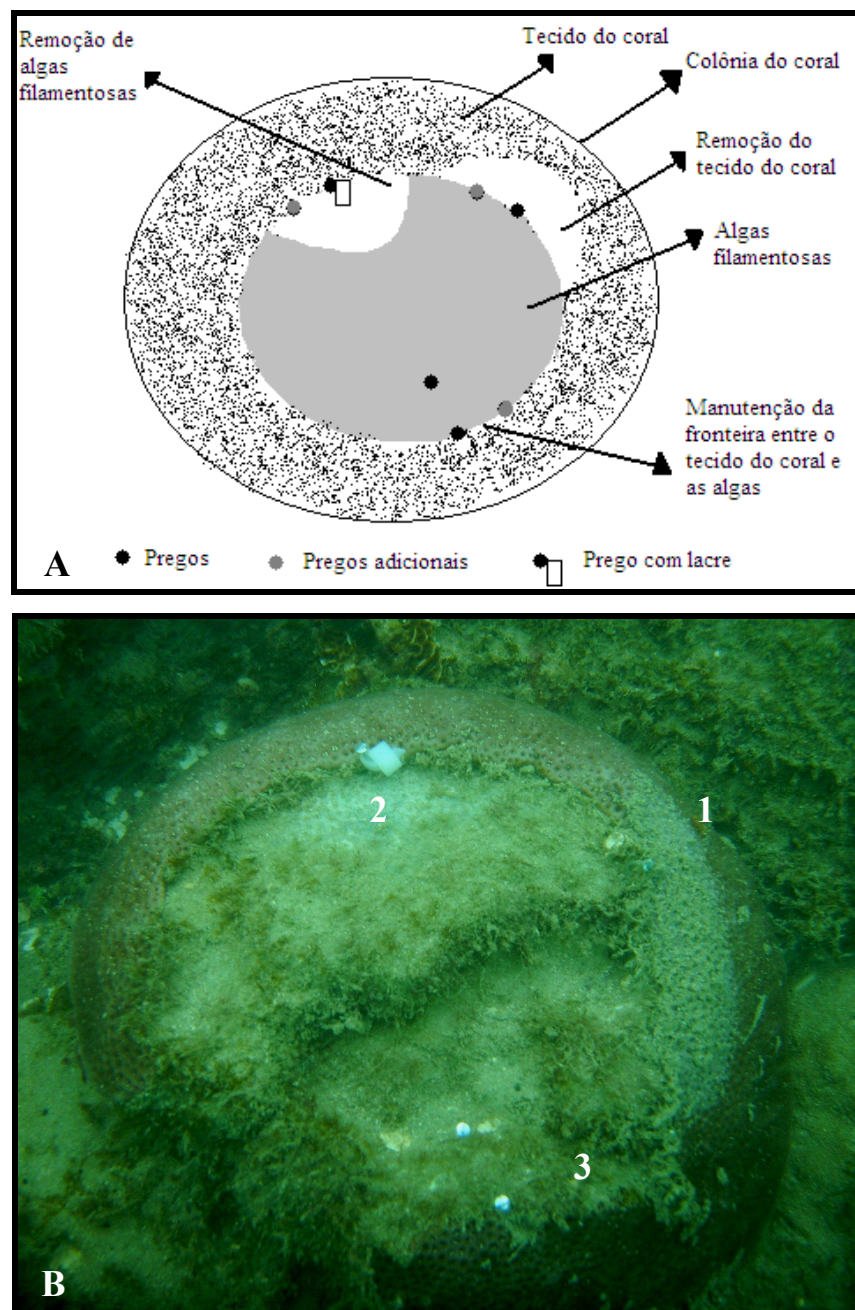 Remoção de
algas
filamentosas
Tecido do coral
Colônia do coral
Remoção do
tecido do coral
Algas
filamentosas
Manutenção da
fronteira entre o
tecido do coral e
as algas
A
Pregos
Pregos adicionais
Prego com lacre
2
1
3
B